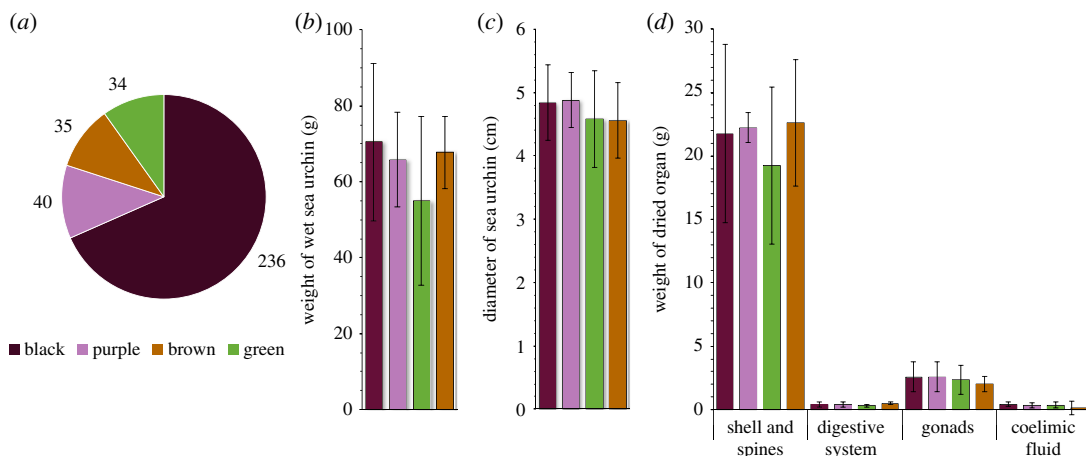 (a)
34
35
40
236
black purple brown green
(b)
weight of wet sea urchin (g)
100
80
60
40
20
0
(c)
diameter of sea urchin (cm)
6
5
4
3
2
1
0
(d)
weight of dried organ (g)
30
25
20
15
10
5
0
shell and
spines
digestive
system
gonads
coelimic
fluid